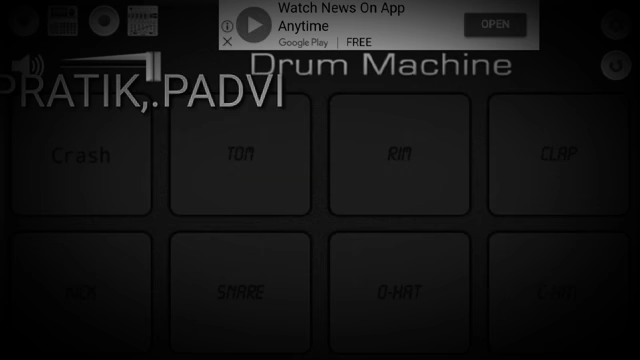 Watch News On App
Anytime
OPEN
Google Play | FREE
Drum Machine
PRATIK,.PADVI
Crash
TOM
RIM
CLAP
KICK
SNARE
O-HAT